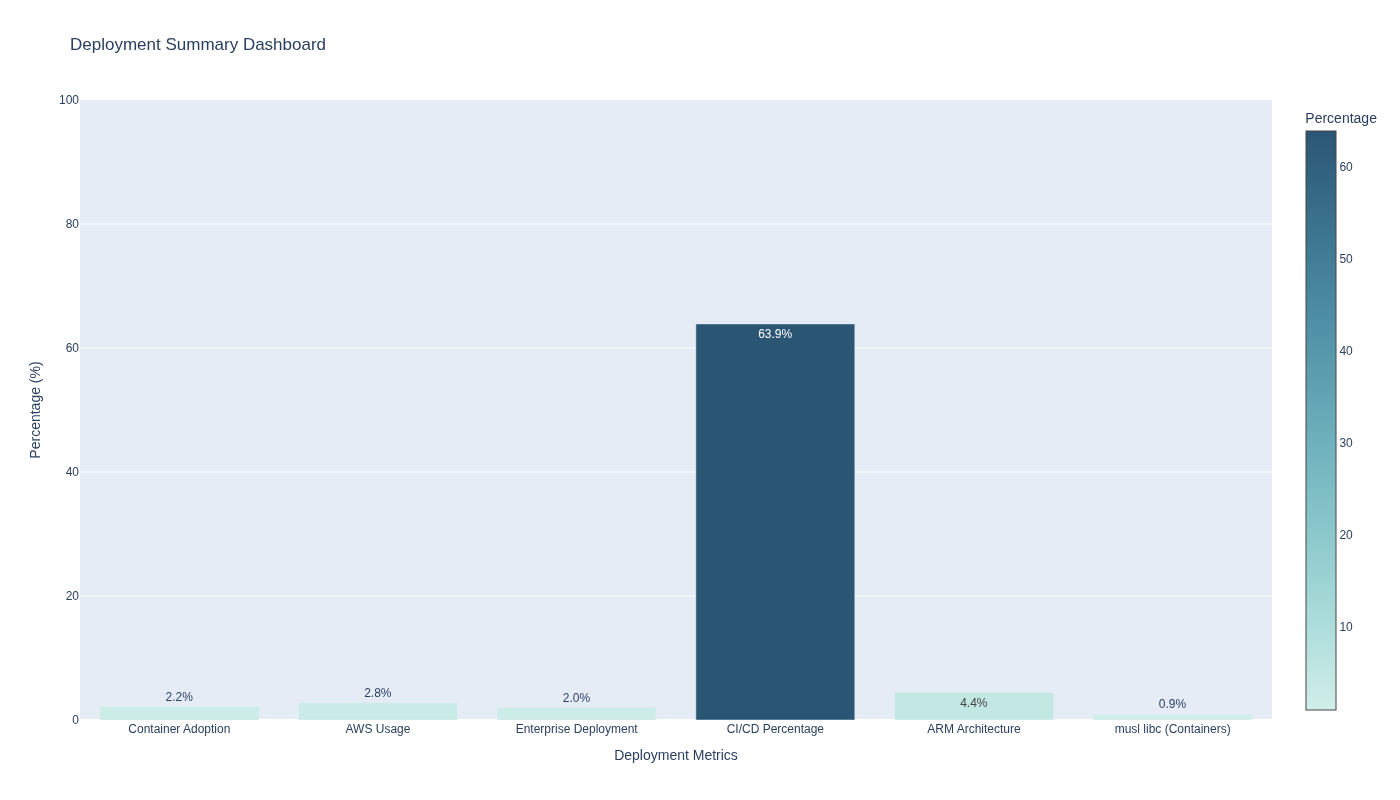 Deployment Summary Dashboard
Percentage
100
80
60
40
20
0
Percentage (%)
2.2%
2.8%
2.0%
63.9%
4.4%
0.9%
Container Adoption
AWS Usage
Enterprise Deployment
CI/CD Percentage
ARM Architecture
musl libc (Containers)
Deployment Metrics
60
50
40
30
20
10